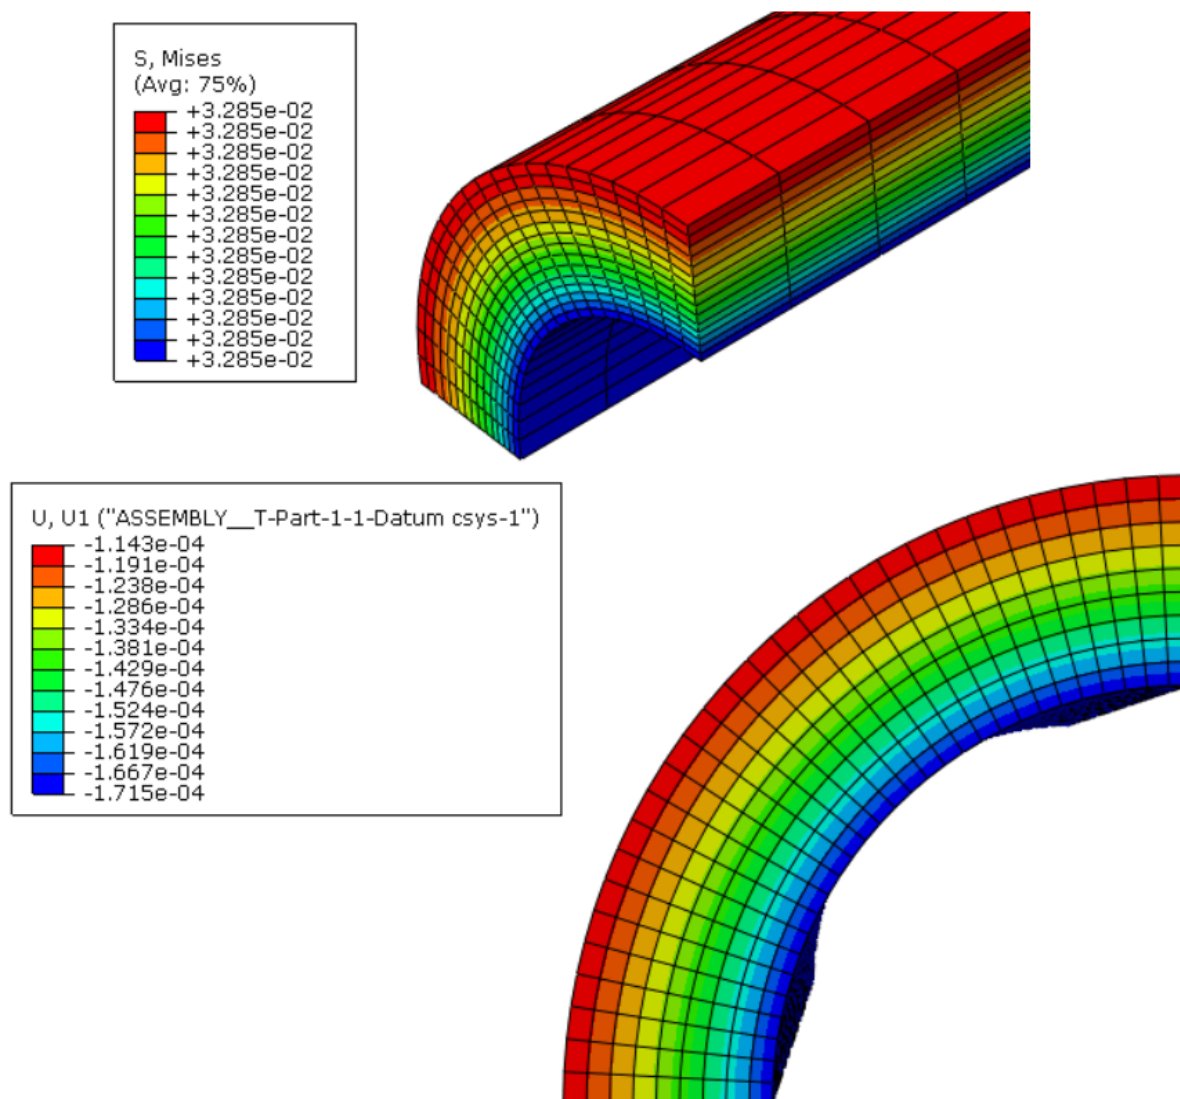 S, Mises
(Avg: 75%)
+3.285e-02
+3.285e-02
+3.285e-02
+3.285e-02
+3.285e-02
+3.285e-02
+3.285e-02
+3.285e-02
+3.285e-02
+3.285e-02
+3.285e-02
+3.285e-02
+3.285e-02
U, U1 ("ASSEMBLY__T-Part-1-1-Datum csys-1")
-1.143e-04
-1.191e-04
-1.238e-04
-1.286e-04
-1.334e-04
-1.381e-04
-1.429e-04
-1.476e-04
-1.524e-04
-1.572e-04
-1.619e-04
-1.667e-04
-1.715e-04